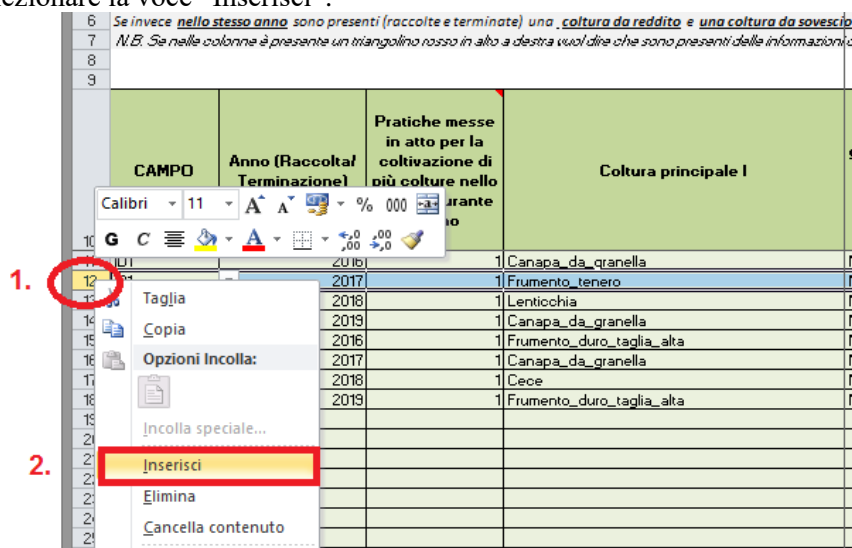 ezionare la voce "Inserisci".
6 Se invece nello stesso anno sono presenti (raccolte e terminate) una coltura da reddito e una coltura da sovescio
7 N.B. Se nelle colonne è presente un triangolino rosso in alto a destra vuol dire che sono presenti delle informazioni
8
9
CAMPO
Anno (Raccolta/
Terminazione)
Pratiche messe
in atto per la
coltivazione di
più colture nello
urante
no
Coltura principale I
Calibri 11 A A % 000
G C A ,00 ,00
10
11 ID1 2016 1 Canapa_da_granella
12 2017 1 Frumento_tenero
13 2018 1 Lenticchia
14 2019 1 Canapa_da_granella
15 2016 1 Frumento_duro_taglia_alta
16 2017 1 Canapa_da_granella
17 2018 1 Cece
18 2019 1 Frumento_duro_taglia_alta
19
1.
Taglia
Copia
Opzioni Incolla:
Incolla speciale...
2.
Inserisci
Elimina
Cancella contenuto